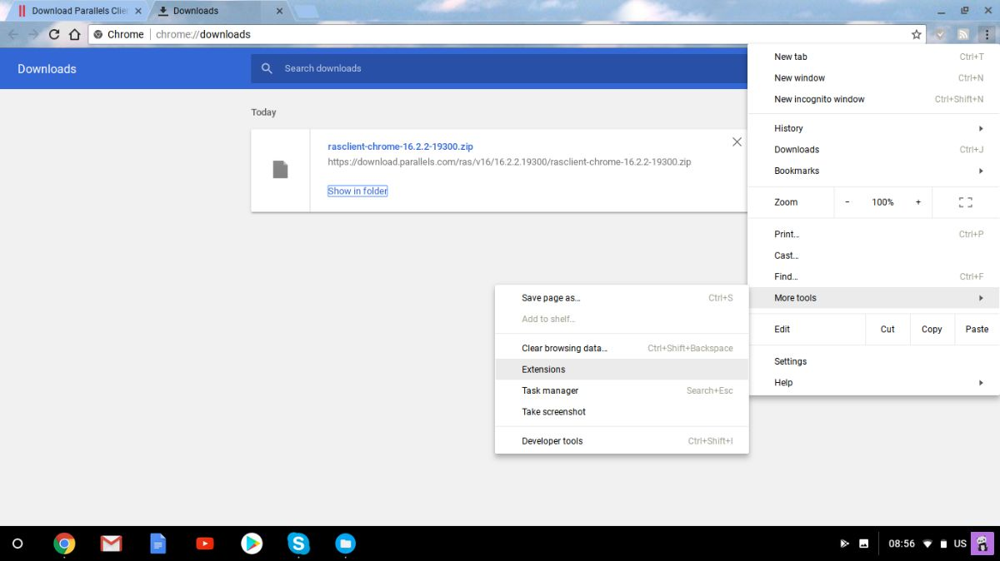 Download Parallels Clie
Downloads
Chrome
chrome://downloads
Downloads
Search downloads
Today
rasclient-chrome-16.2.2-19300.zip
https://download.parallels.com/ras/v16/16.2.2.19300/rasclient-chrome-16.2.2-19300.zip
Show in folder
New tab Ctrl+T
New window Ctrl+N
New incognito window Ctrl+Shift+N
History
Downloads Ctrl+J
Bookmarks
Zoom - 100% +
Print... Ctrl+P
Cast...
Find... Ctrl+F
More tools
Edit Cut Copy Paste
Settings
Help
Save page as... Ctrl+S
Add to shelf...
Clear browsing data... Ctrl+Shift+Backspace
Extensions
Task manager Search+Esc
Take screenshot
Developer tools Ctrl+Shift+I
08:56 US